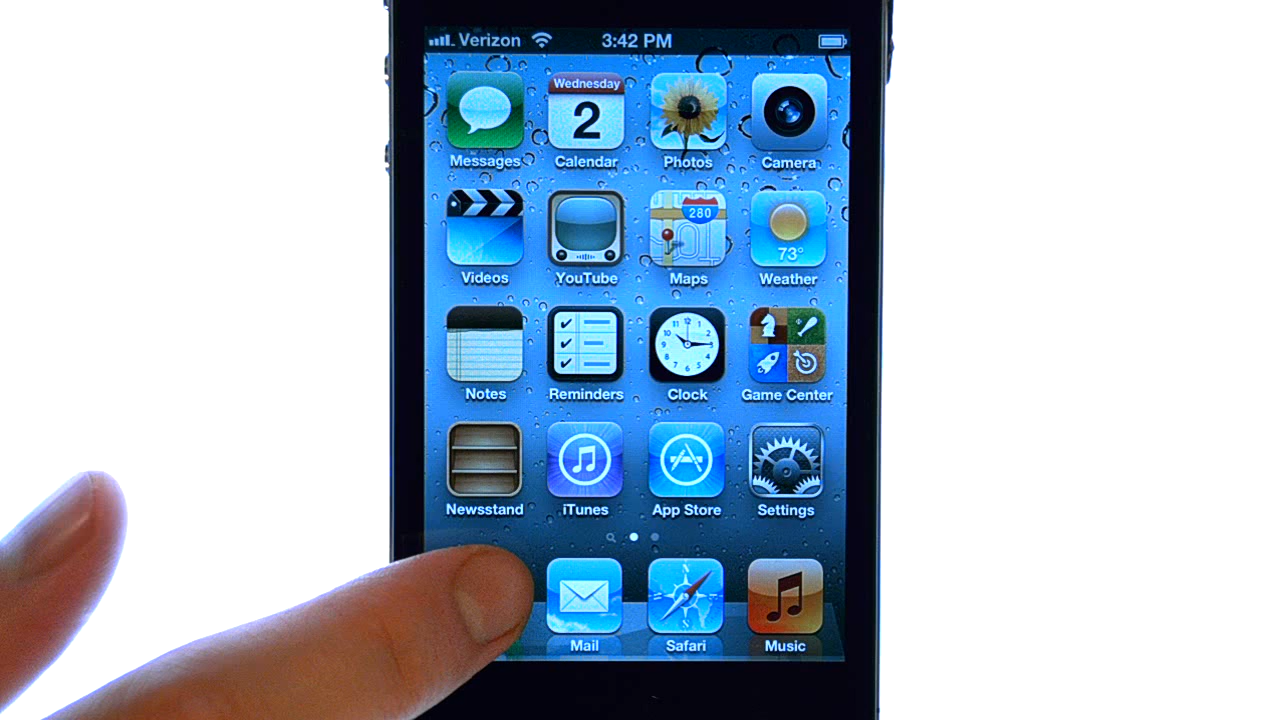 Verizon 3:42 PM
Wednesday
2
Messages Calendar Photos Camera
280
73°
Videos YouTube Maps Weather
12
Notes Reminders Clock Game Center
Newsstand iTunes App Store Settings
Mail Safari Music